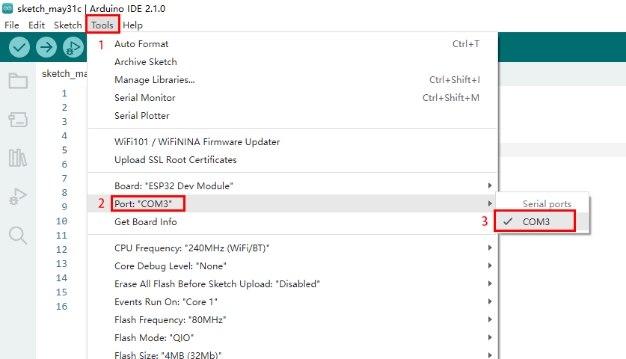 sketch_may31c | Arduino IDE 2.1.0
File Edit Sketch Tools Help
1 Auto Format Ctrl+T
Archive Sketch
sketch_ma
Manage Libraries... Ctrl+Shift+I
1
Serial Monitor Ctrl+Shift+M
2
Serial Plotter
3
4
WiFi101 / WiFiNINA Firmware Updater
5
Upload SSL Root Certificates
6
7
Board: "ESP32 Dev Module"
8
2 Port: "COM3"
Serial ports
9
Get Board Info
3 COM3
10
11
CPU Frequency: "240MHz (WiFi/BT)"
12
Core Debug Level: "None"
13
Erase All Flash Before Sketch Upload: "Disabled"
14
Events Run On: "Core 1"
15
Flash Frequency: "80MHz"
16
Flash Mode: "QIO"
Flash Size: "4MB (32Mb)"